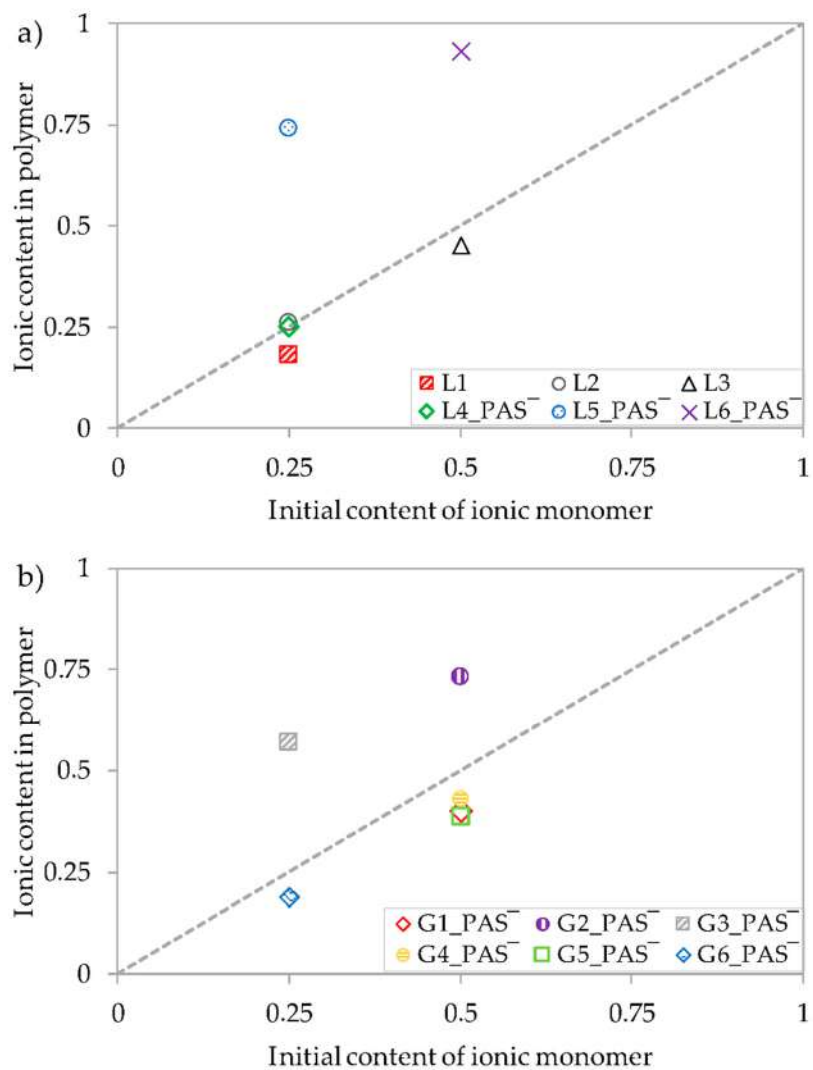 a)
1
0.75
0.5
0.25
0
Ionic content in polymer
L1 L2 L3
L4_PAS⁻ L5_PAS⁻ L6_PAS⁻
0 0.25 0.5 0.75 1
Initial content of ionic monomer
b)
1
0.75
0.5
0.25
0
Ionic content in polymer
G1_PAS⁻ G2_PAS⁻ G3_PAS⁻
G4_PAS⁻ G5_PAS⁻ G6_PAS⁻
0 0.25 0.5 0.75 1
Initial content of ionic monomer